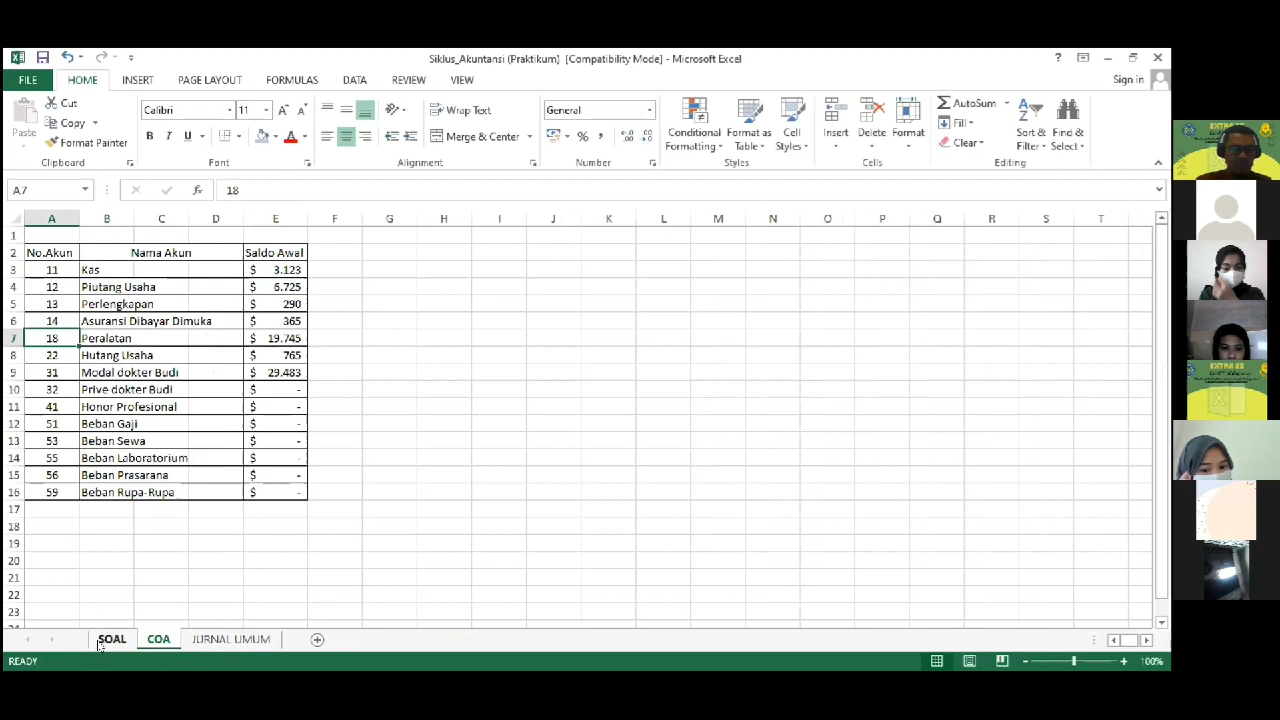 Siklus_Akuntansi (Praktikum) [Compatibility Mode] - Microsoft Excel
FILE HOME INSERT PAGE LAYOUT FORMULAS DATA REVIEW VIEW Sign in
Paste Cut Copy Format Painter
Calibri 11
B I U
Wrap Text
Merge & Center
General
Conditional Formatting Format as Table Cell Styles
Insert Delete Format
AutoSum Fill Clear
Sort & Filter Find & Select
Clipboard Font Alignment Number Styles Cells Editing
A7 fx 18
A B C D E F G H I J K L M N O P Q R S T
1
2 No.Akun Nama Akun Saldo Awal
3 11 Kas $ 3.123
4 12 Piutang Usaha $ 6.725
5 13 Perlengkapan $ 290
6 14 Asuransi Dibayar Dimuka $ 365
7 18 Peralatan $ 19.745
8 22 Hutang Usaha $ 765
9 31 Modal dokter Budi $ 29.483
10 32 Prive dokter Budi $ -
11 41 Honor Profesional $ -
12 51 Beban Gaji $ -
13 53 Beban Sewa $ -
14 55 Beban Laboratorium $ -
15 56 Beban Prasarana $ -
16 59 Beban Rupa-Rupa $ -
17
18
19
20
21
22
23
SOAL COA JURNAL UMUM
READY 100%